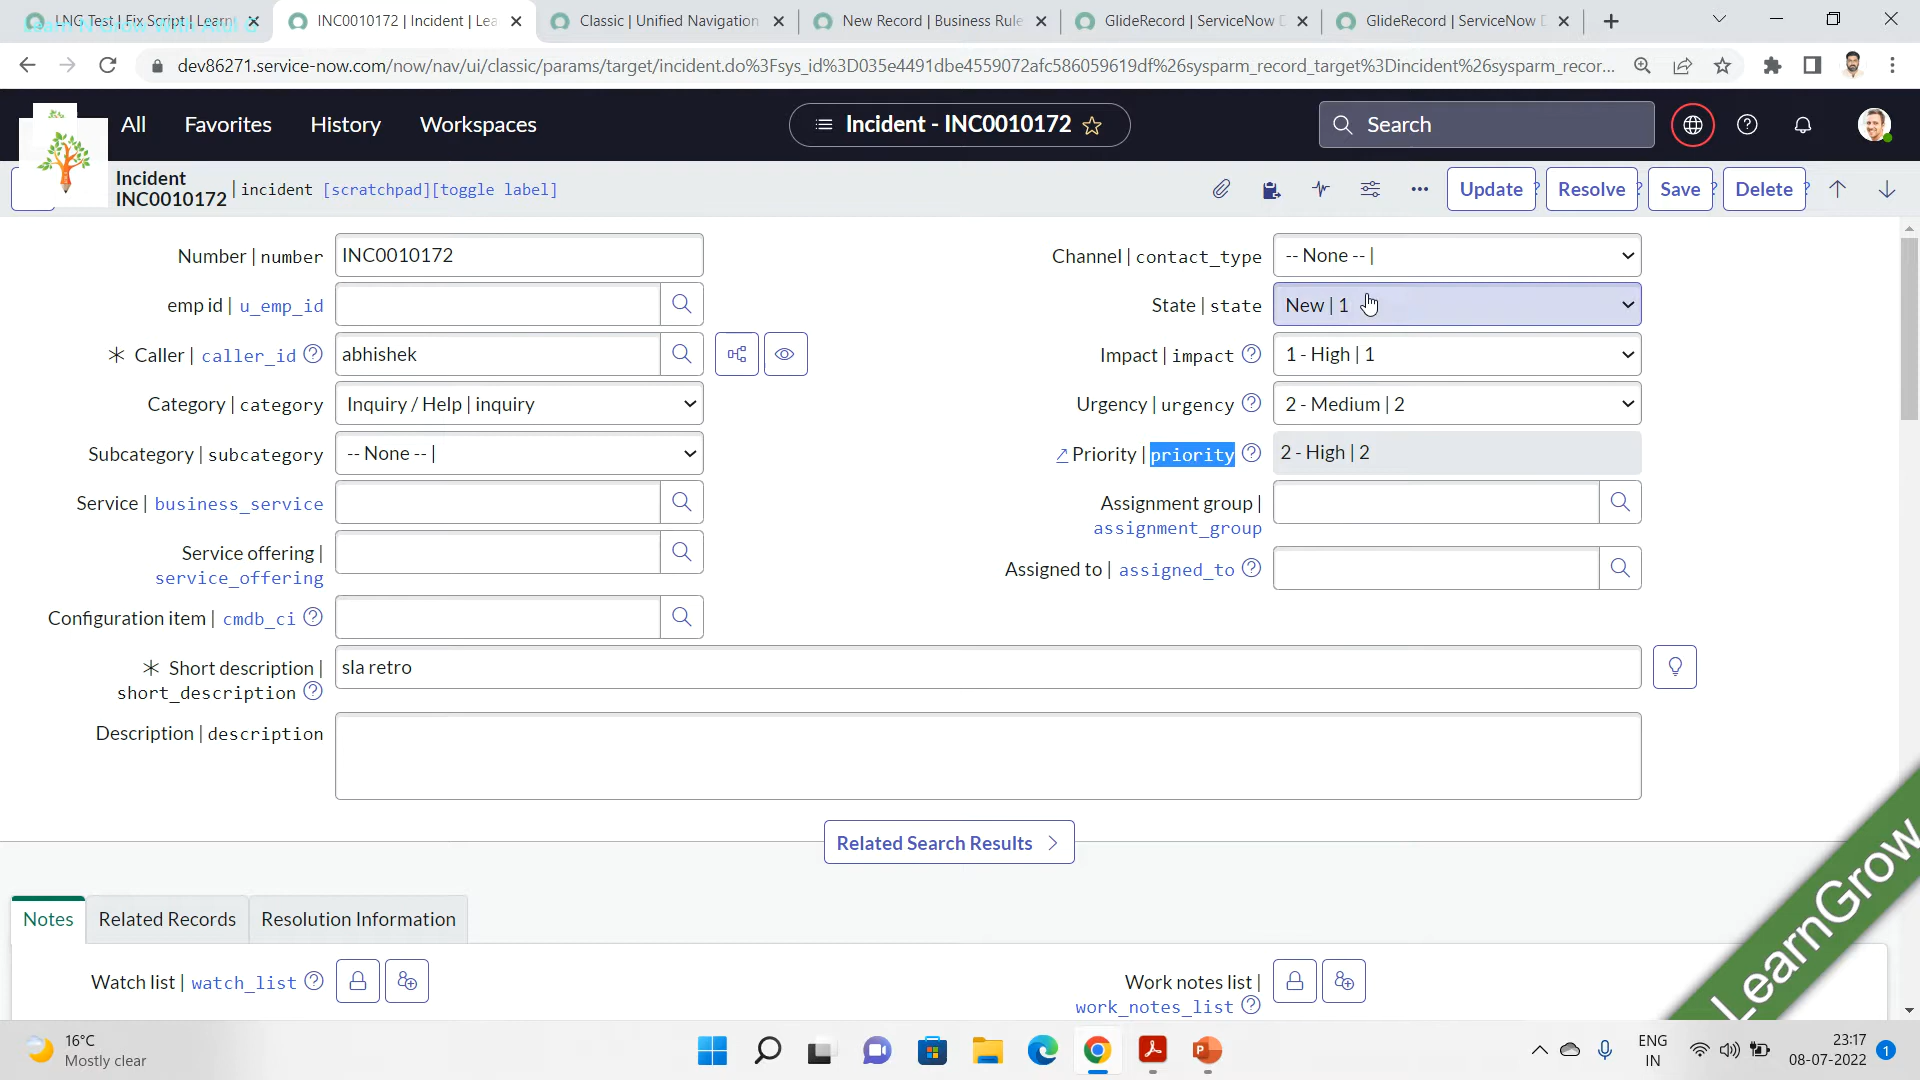 LNG Test | Fix Script | Learn
INC0010172 | Incident | Lea
Classic | Unified Navigation
New Record | Business Rule
GlideRecord | ServiceNow D
GlideRecord | ServiceNow D
dev86271.service-now.com/now/nav/ui/classic/params/target/incident.do%3Fsys_id%3D035e4491dbe4559072afc586059619df%26sysparm_record_target%3Dincident%26sysparm_recor...
All
Favorites
History
Workspaces
Incident - INC0010172
Search
Incident
INC0010172
| incident [scratchpad][toggle label]
Update
Resolve
Save
Delete
Number | number
INC0010172
Channel | contact_type
-- None -- |
emp id | u_emp_id
State | state
New | 1
Caller | caller_id
abhishek
Impact | impact
1 - High | 1
Category | category
Inquiry / Help | inquiry
Urgency | urgency
2 - Medium | 2
Subcategory | subcategory
-- None -- |
Priority | priority
2 - High | 2
Service | business_service
Assignment group |
assignment_group
Service offering |
service_offering
Assigned to | assigned_to
Configuration item | cmdb_ci
Short description |
short_description
sla retro
Description | description
Related Search Results
Notes
Related Records
Resolution Information
Watch list | watch_list
Work notes list |
work_notes_list
LearnGrow
16°C
Mostly clear
ENG
IN
23:17
08-07-2022
1